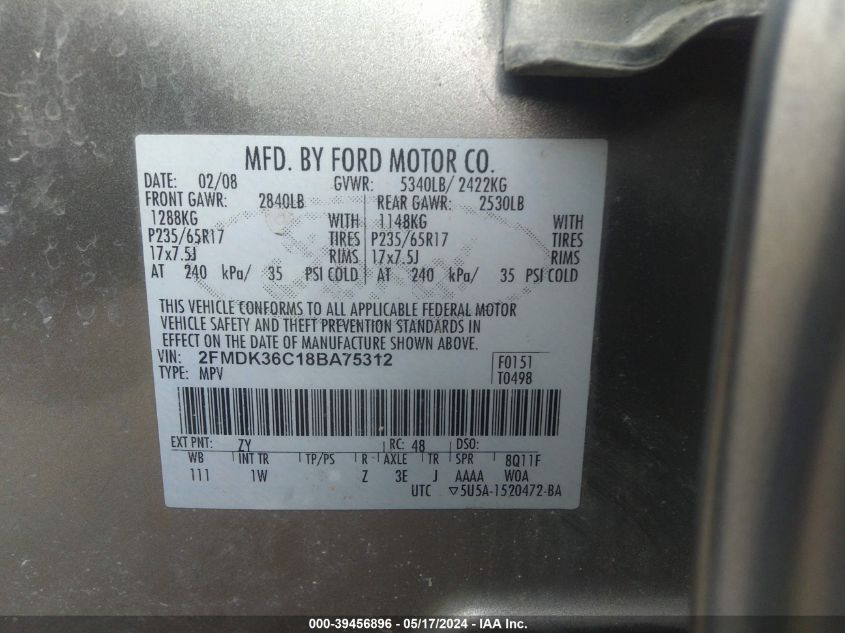 MFD. BY FORD MOTOR CO.
DATE: 02/08 GVWR: 5340LB/ 2422KG
FRONT GAWR: 2840LB REAR GAWR: 2530LB
1288KG WITH 1148KG WITH
P235/65R17 TIRES P235/65R17 TIRES
17x7.5J RIMS 17x7.5J RIMS
AT 240 kPa/ 35 PSI COLD AT 240 kPa/ 35 PSI COLD
THIS VEHICLE CONFORMS TO ALL APPLICABLE FEDERAL MOTOR
VEHICLE SAFETY AND THEFT PREVENTION STANDARDS IN
EFFECT ON THE DATE OF MANUFACTURE SHOWN ABOVE.
VIN: 2FMDK36C18BA75312 F0151
TYPE: MPV T0498
EXT PNT: ZY RC: 48 DSO:
WB INT TR TP/PS R AXLE TR SPR 8Q11F
111 1W Z 3E J AAAA WOA
UTC ▽5U5A-1520472-BA
000-39456896 - 05/17/2024 - IAA Inc.